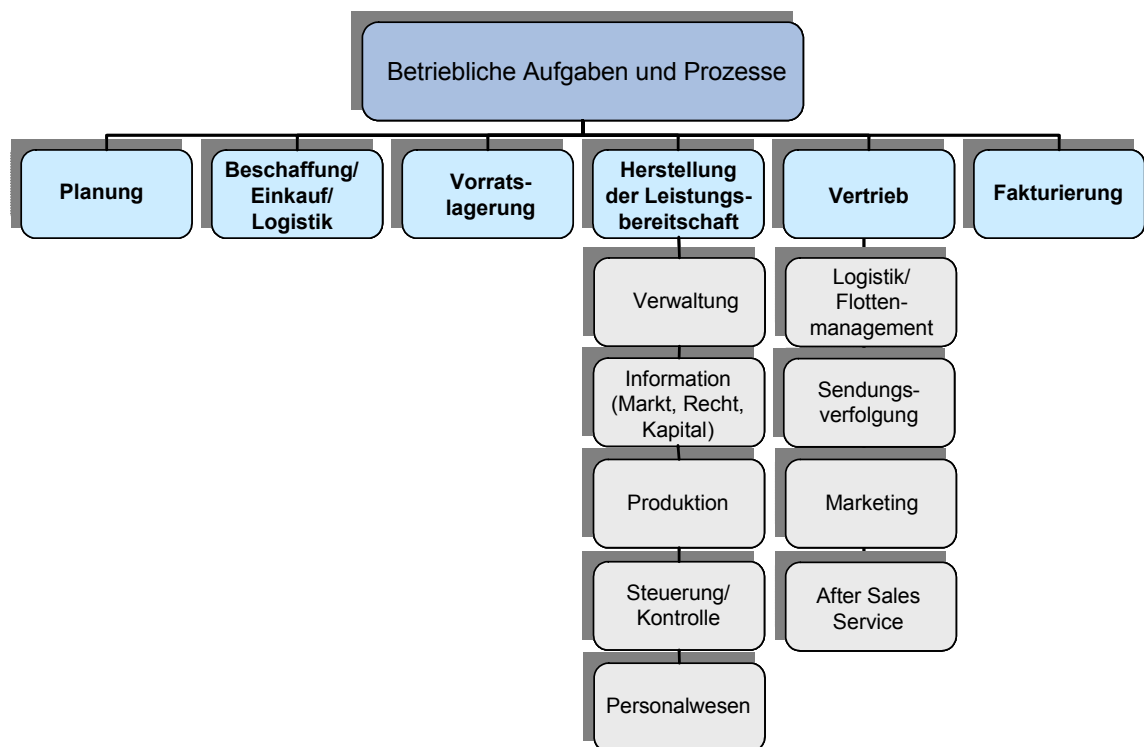 Betriebliche Aufgaben und Prozesse
Planung
Beschaffung/
Einkauf/
Logistik
Vorrats-
lagerung
Herstellung
der Leistungs-
bereitschaft
Vertrieb
Fakturierung
Verwaltung
Information
(Markt, Recht,
Kapital)
Produktion
Steuerung/
Kontrolle
Personalwesen
Logistik/
Flotten-
management
Sendungs-
verfolgung
Marketing
After Sales
Service